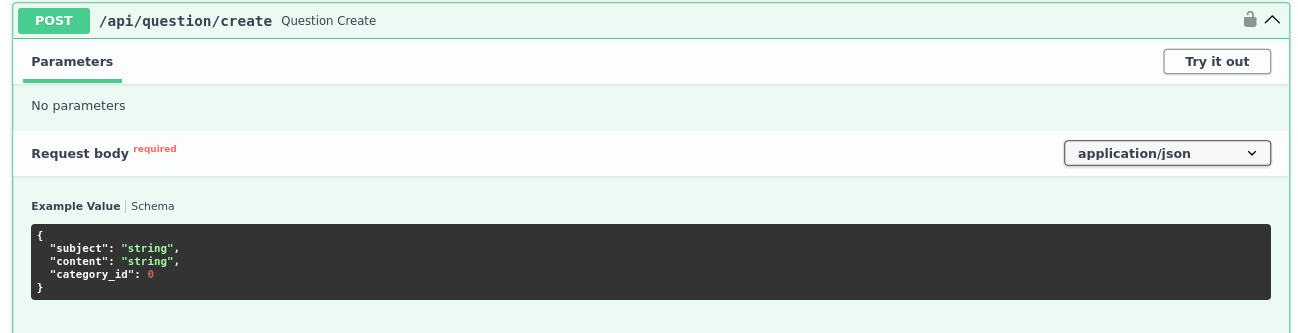 POST /api/question/create Question Create
Parameters
Try it out
No parameters
Request body required
application/json
Example Value | Schema
{
  "subject": "string",
  "content": "string",
  "category_id": 0
}